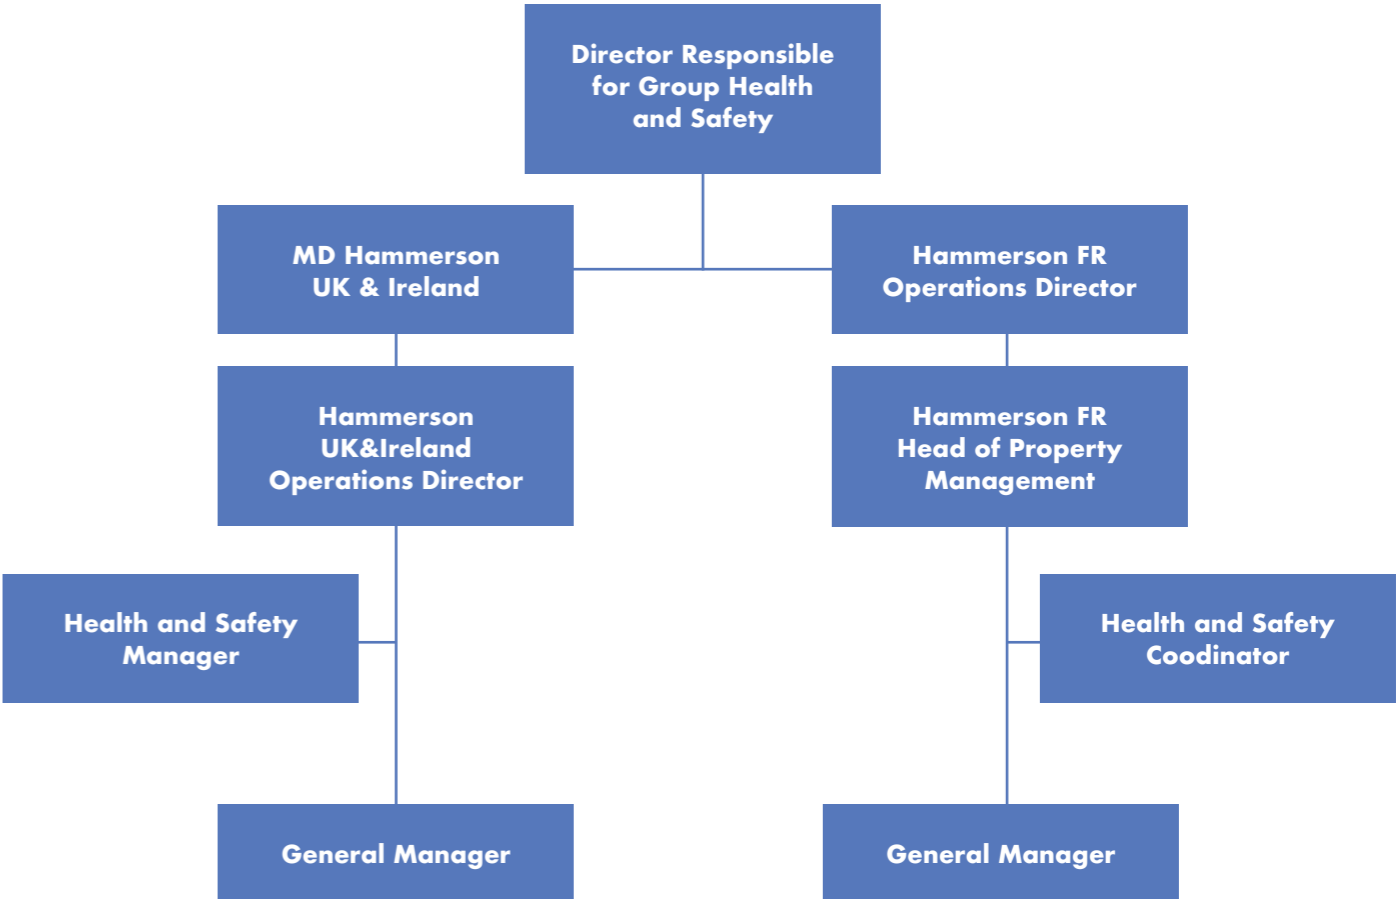 Director Responsible
for Group Health
and Safety
MD Hammerson
UK & Ireland
Hammerson FR
Operations Director
Hammerson
UK&Ireland
Operations Director
Hammerson FR
Head of Property
Management
Health and Safety
Manager
Health and Safety
Coodinator
General Manager
General Manager